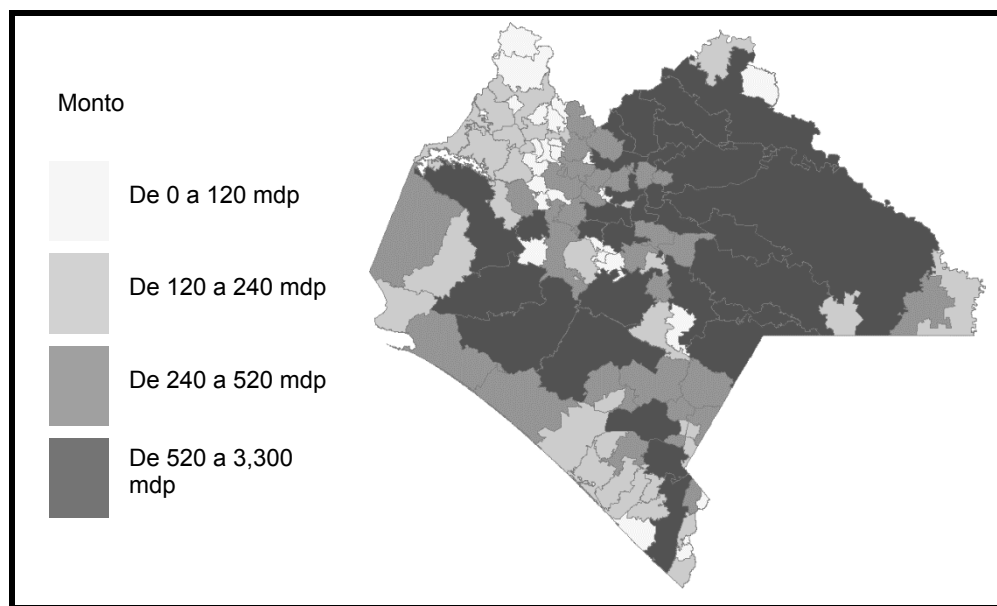 Monto
De 0 a 120 mdp
De 120 a 240 mdp
De 240 a 520 mdp
De 520 a 3,300
mdp